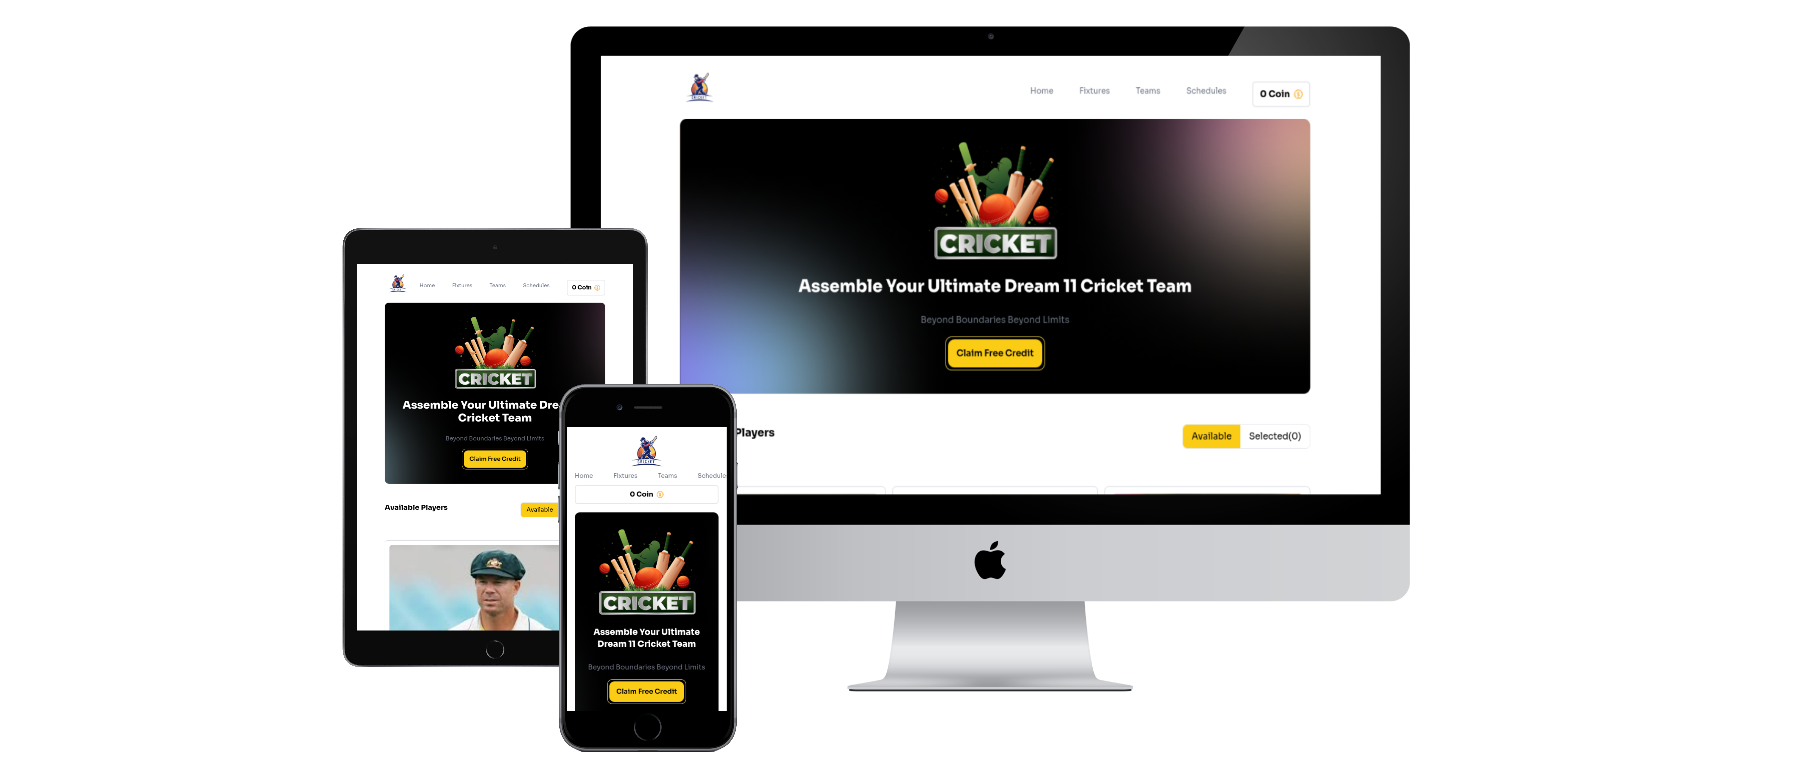 Home Fixtures Teams Schedules 0 Coin
CRICKET
Assemble Your Ultimate Dream 11 Cricket Team
Beyond Boundaries Beyond Limits
Claim Free Credit
Players
Available Selected(0)
Home Fixtures Teams Schedules 0 Coin
CRICKET
Assemble Your Ultimate Dre
Cricket Team
Beyond Boundaries Beyond Limits
Claim Free Credit
Available Players
Available
CRICKET
Home Fixtures Teams Schedule
0 Coin
CRICKET
Assemble Your Ultimate
Dream 11 Cricket Team
Beyond Boundaries Beyond Limits
Claim Free Credit